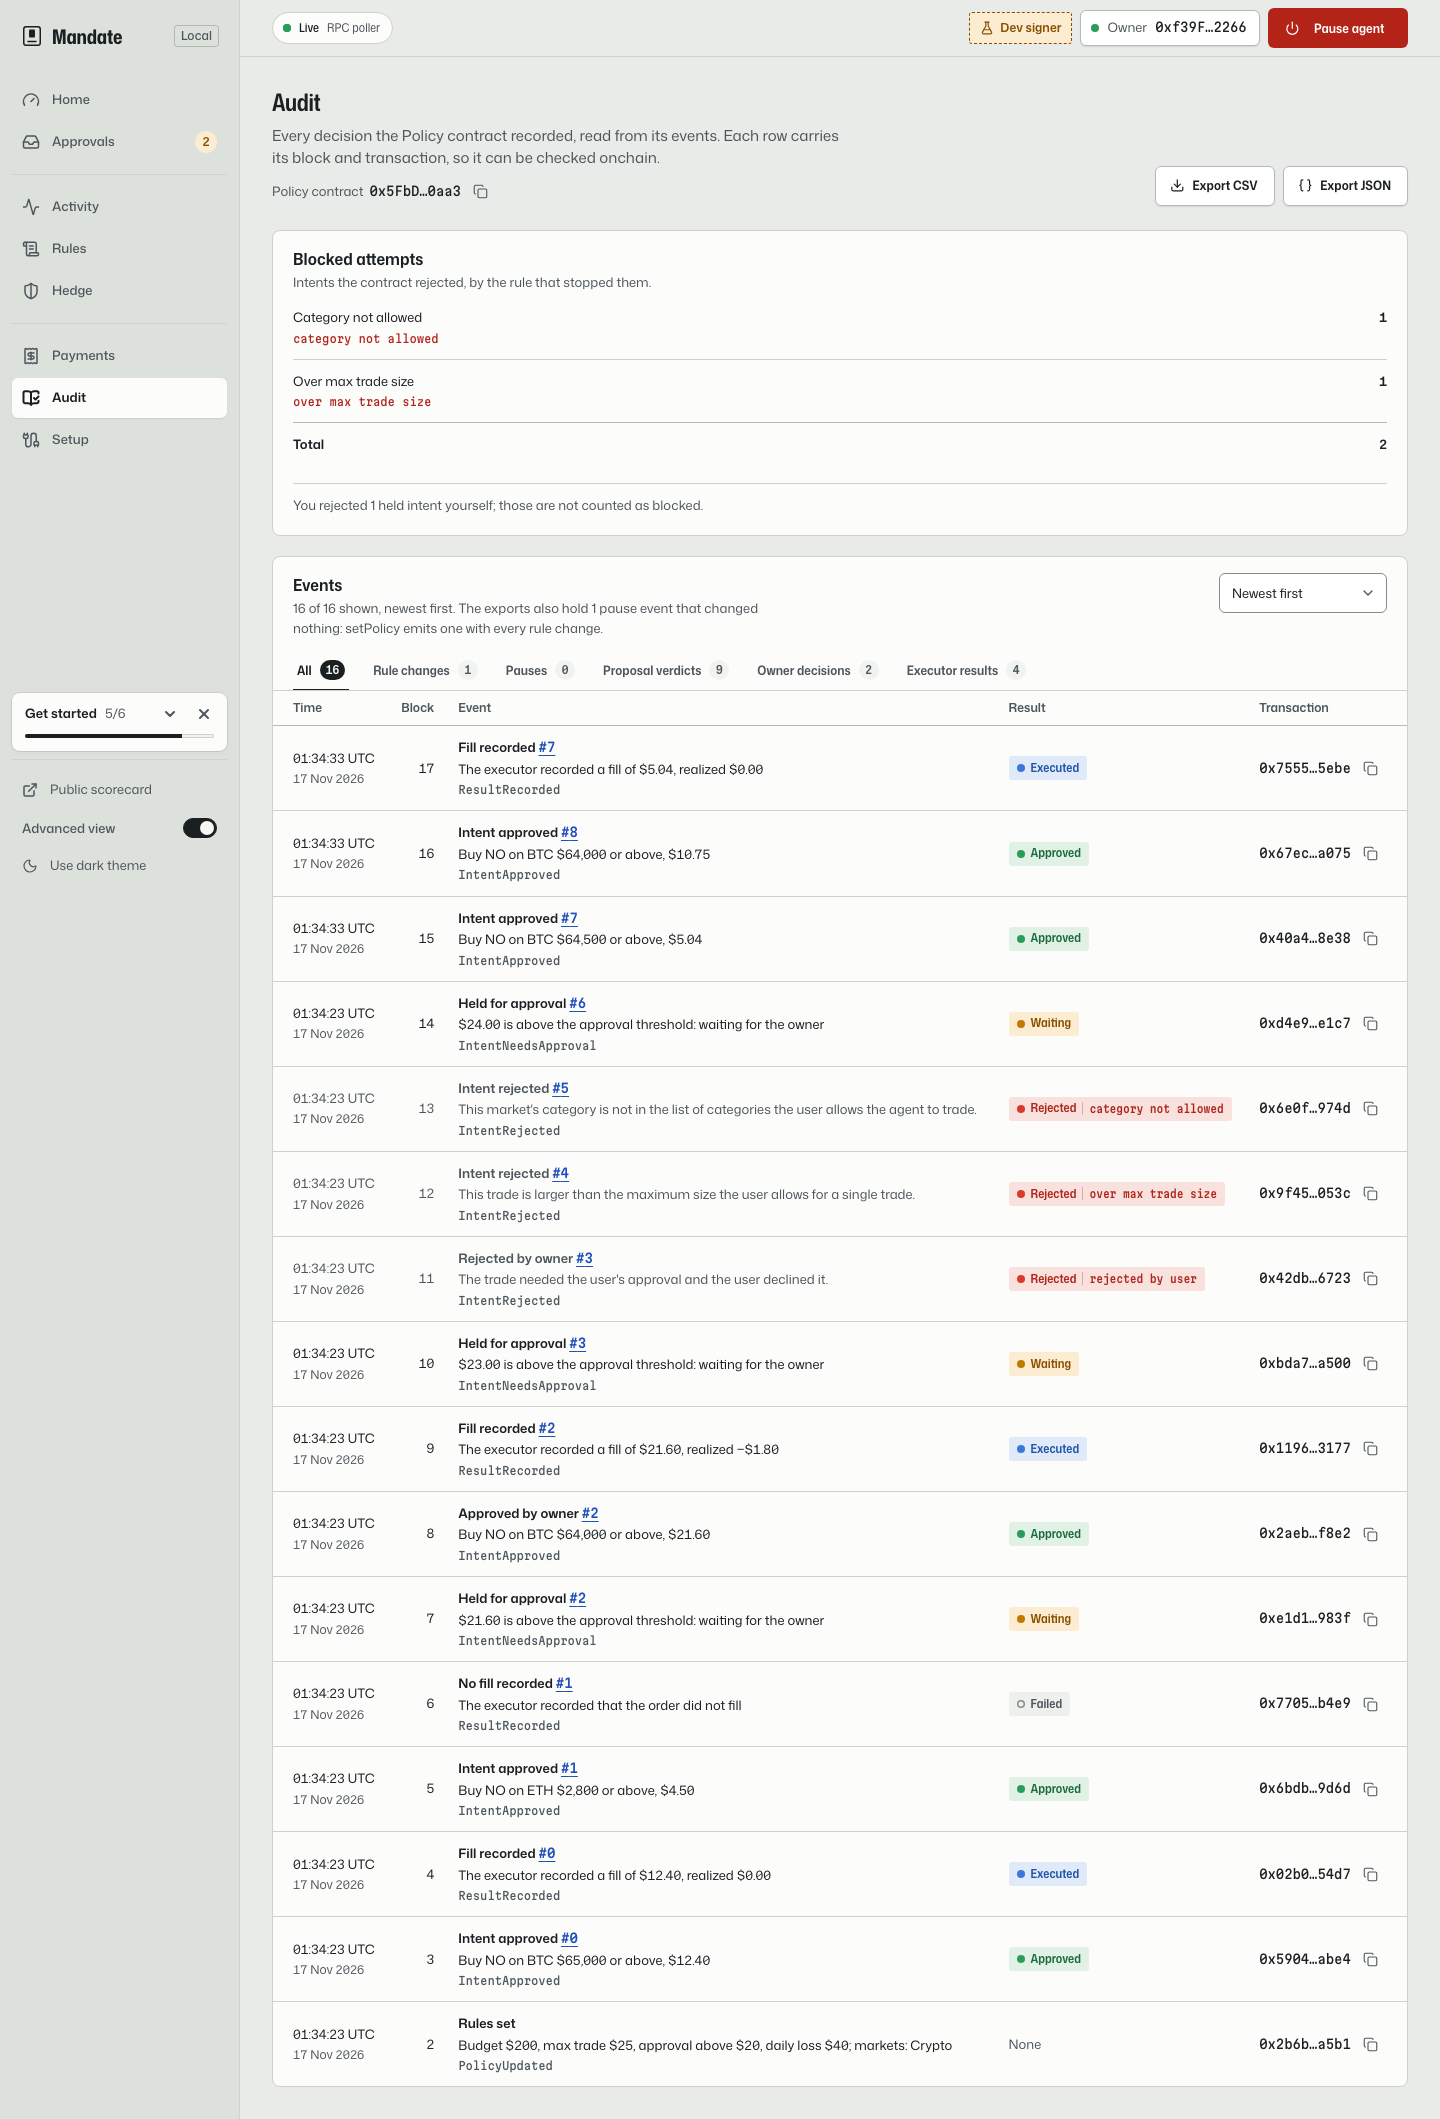 Mandate
Local
Home
Approvals 2
Activity
Rules
Hedge
Payments
Audit
Setup
Get started 5/6
Public scorecard
Advanced view
Use dark theme
Live RPC poller
Dev signer
Owner 0xf39F…2266
Pause agent
Audit
Every decision the Policy contract recorded, read from its events. Each row carries
its block and transaction, so it can be checked onchain.
Policy contract 0x5FbD…0aa3
Export CSV
Export JSON
Blocked attempts
Intents the contract rejected, by the rule that stopped them.
Category not allowed 1
category not allowed
Over max trade size 1
over max trade size
Total 2
You rejected 1 held intent yourself; those are not counted as blocked.
Events
16 of 16 shown, newest first. The exports also hold 1 pause event that changed
nothing: setPolicy emits one with every rule change.
Newest first
All 16 Rule changes 1 Pauses 0 Proposal verdicts 9 Owner decisions 2 Executor results 4
Time Block Event Result Transaction
Fill recorded #7
01:34:33 UTC 17 The executor recorded a fill of $5.04, realized $0.00 Executed 0x7555…5ebe
17 Nov 2026 ResultRecorded
Intent approved #8
01:34:33 UTC 16 Buy NO on BTC $64,000 or above, $10.75 Approved 0x67ec…a075
17 Nov 2026 IntentApproved
Intent approved #7
01:34:33 UTC 15 Buy NO on BTC $64,500 or above, $5.04 Approved 0x40a4…8e38
17 Nov 2026 IntentApproved
Held for approval #6
01:34:23 UTC 14 $24.00 is above the approval threshold: waiting for the owner Waiting 0xd4e9…e1c7
17 Nov 2026 IntentNeedsApproval
Intent rejected #5
01:34:23 UTC 13 This market's category is not in the list of categories the user allows the agent to trade. Rejected category not allowed 0x6e0f…974d
17 Nov 2026 IntentRejected
Intent rejected #4
01:34:23 UTC 12 This trade is larger than the maximum size the user allows for a single trade. Rejected over max trade size 0x9f45…053c
17 Nov 2026 IntentRejected
Rejected by owner #3
01:34:23 UTC 11 The trade needed the user's approval and the user declined it. Rejected rejected by user 0x42db…6723
17 Nov 2026 IntentRejected
Held for approval #3
01:34:23 UTC 10 $23.00 is above the approval threshold: waiting for the owner Waiting 0xbda7…a500
17 Nov 2026 IntentNeedsApproval
Fill recorded #2
01:34:23 UTC 9 The executor recorded a fill of $21.60, realized −$1.80 Executed 0x1196…3177
17 Nov 2026 ResultRecorded
Approved by owner #2
01:34:23 UTC 8 Buy NO on BTC $64,000 or above, $21.60 Approved 0x2aeb…f8e2
17 Nov 2026 IntentApproved
Held for approval #2
01:34:23 UTC 7 $21.60 is above the approval threshold: waiting for the owner Waiting 0xe1d1…983f
17 Nov 2026 IntentNeedsApproval
No fill recorded #1
01:34:23 UTC 6 The executor recorded that the order did not fill Failed 0x7705…b4e9
17 Nov 2026 ResultRecorded
Intent approved #1
01:34:23 UTC 5 Buy NO on ETH $2,800 or above, $4.50 Approved 0x6bdb…9d6d
17 Nov 2026 IntentApproved
Fill recorded #0
01:34:23 UTC 4 The executor recorded a fill of $12.40, realized $0.00 Executed 0x02b0…54d7
17 Nov 2026 ResultRecorded
Intent approved #0
01:34:23 UTC 3 Buy NO on BTC $65,000 or above, $12.40 Approved 0x5904…abe4
17 Nov 2026 IntentApproved
Rules set
01:34:23 UTC 2 Budget $200, max trade $25, approval above $20, daily loss $40; markets: Crypto None 0x2b6b…a5b1
17 Nov 2026 PolicyUpdated